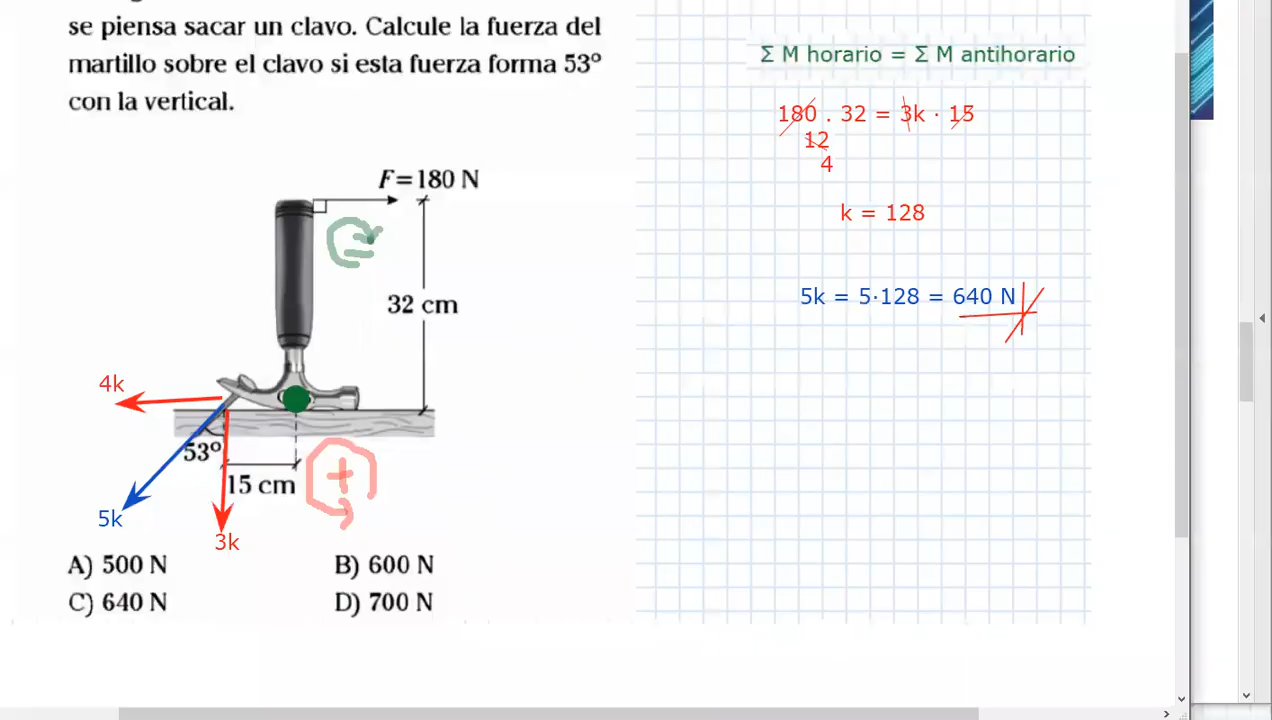 se piensa sacar un clavo. Calcule la fuerza del
martillo sobre el clavo si esta fuerza forma 53°
con la vertical.
F=180 N
32 cm
4k
53°
15 cm
5k
3k
A) 500 N
B) 600 N
C) 640 N
D) 700 N
Σ M horario = Σ M antihorario
180 . 32 = 3k · 15
12
4
k = 128
5k = 5·128 = 640 N